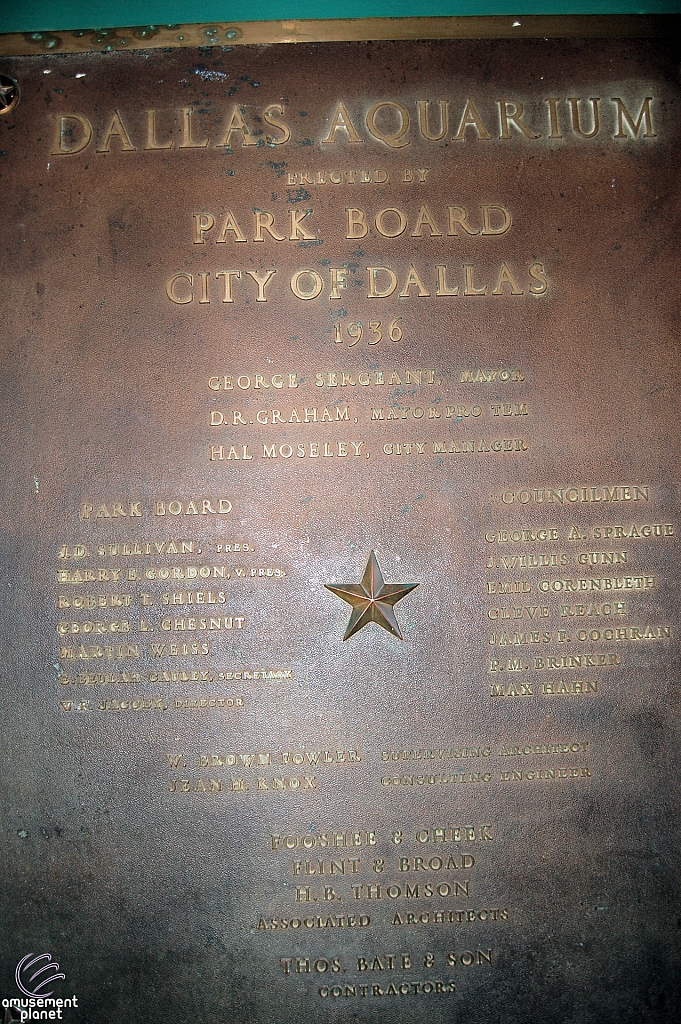 DALLAS AQUARIUM
ERECTED BY
PARK BOARD
CITY OF DALLAS
1936
GEORGE SERGEANT, MAYOR
D.R. GRAHAM, MAYOR PRO TEM
HAL MOSELEY, CITY MANAGER
PARK BOARD
J.D. SULLIVAN, PRES.
HARRY E. GORDON, V. PRES.
ROBERT T. SHIELS
GEORGE L. CHESNUT
MARTIN WEISS
BEULAH CAILEY, SECRETARY
JACOBY, DIRECTOR
COUNCILMEN
GEORGE A. SPRAGUE
J. WILLIS GUNN
EMIL CORENBLETH
CLEVE REACH
JAMES F. COCHRAN
P.M. BRINKER
MAX HAHN
W. BROWN FOWLER SUPERVISING ARCHITECT
JEAN H. KNOX CONSULTING ENGINEER
FOOSHEE & CHEEK
FLINT & BROAD
H.B. THOMSON
ASSOCIATED ARCHITECTS
THOS. BATE & SON
CONTRACTORS
amusement
planet